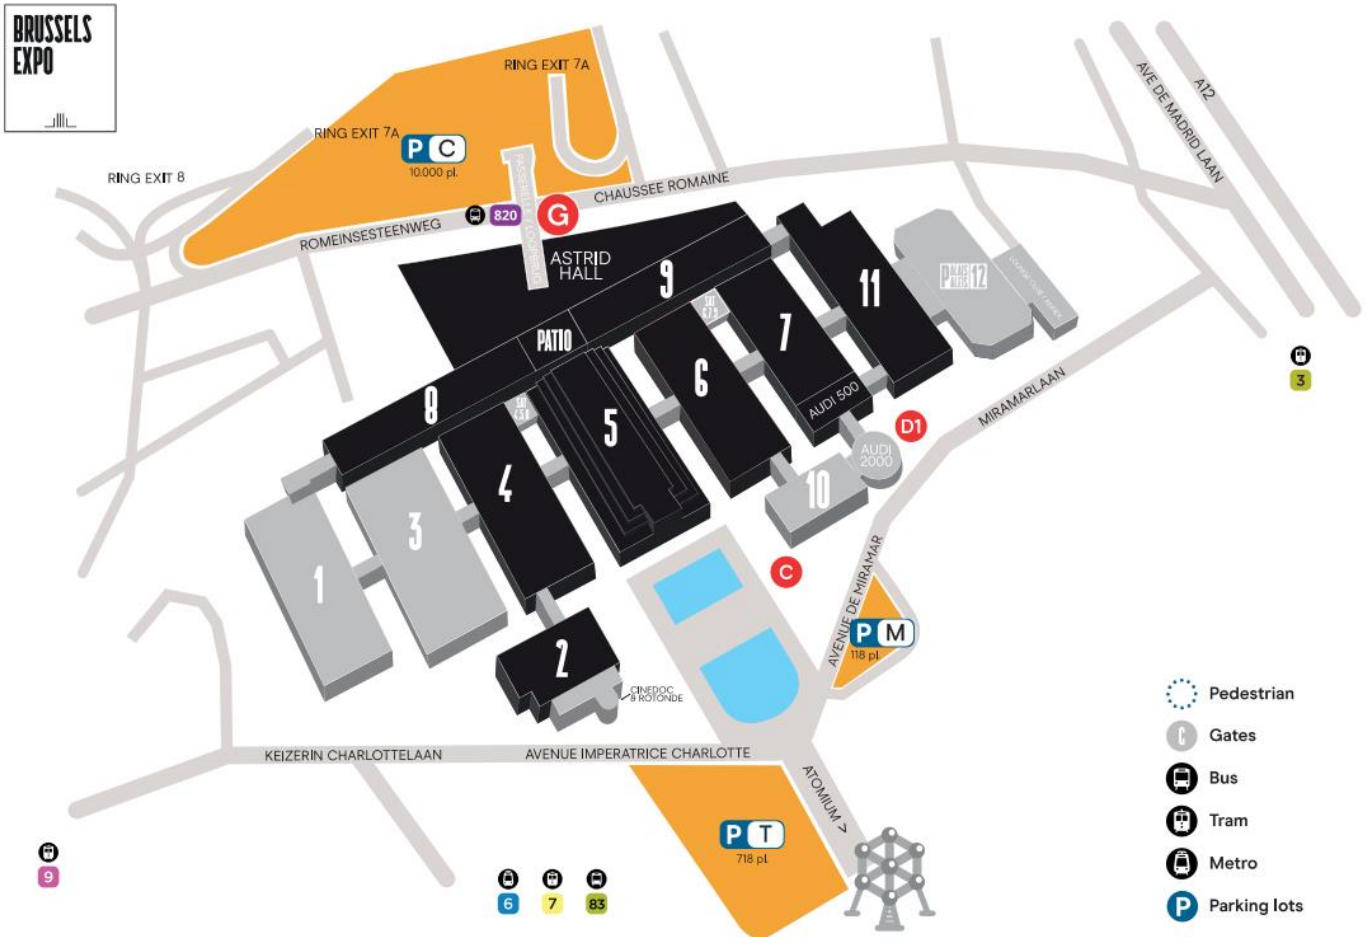 BRUSSELS
EXPO
RING EXIT 7A
RING EXIT 7A
P C
10.000 pl.
RING EXIT 8
ROMEINSESTEENWEG
820
G
CHAUSSEE ROMAINE
AVE DE MADRID LAAN
A12
ASTRID
HALL
PATIO
9
11
12
7
6
5
8
4
3
1
2
10
AUDI 500
AUDI
2000
D1
C
3
MIRAMARLAAN
AVENUE DE MIRAMAR
P M
118 pl.
CINEDOC
& ROTONDE
KEIZERIN CHARLOTTELAAN
AVENUE IMPERATRICE CHARLOTTE
ATOMIUM >
P T
718 pl.
9
6
7
83
Pedestrian
C Gates
Bus
Tram
Metro
P Parking lots